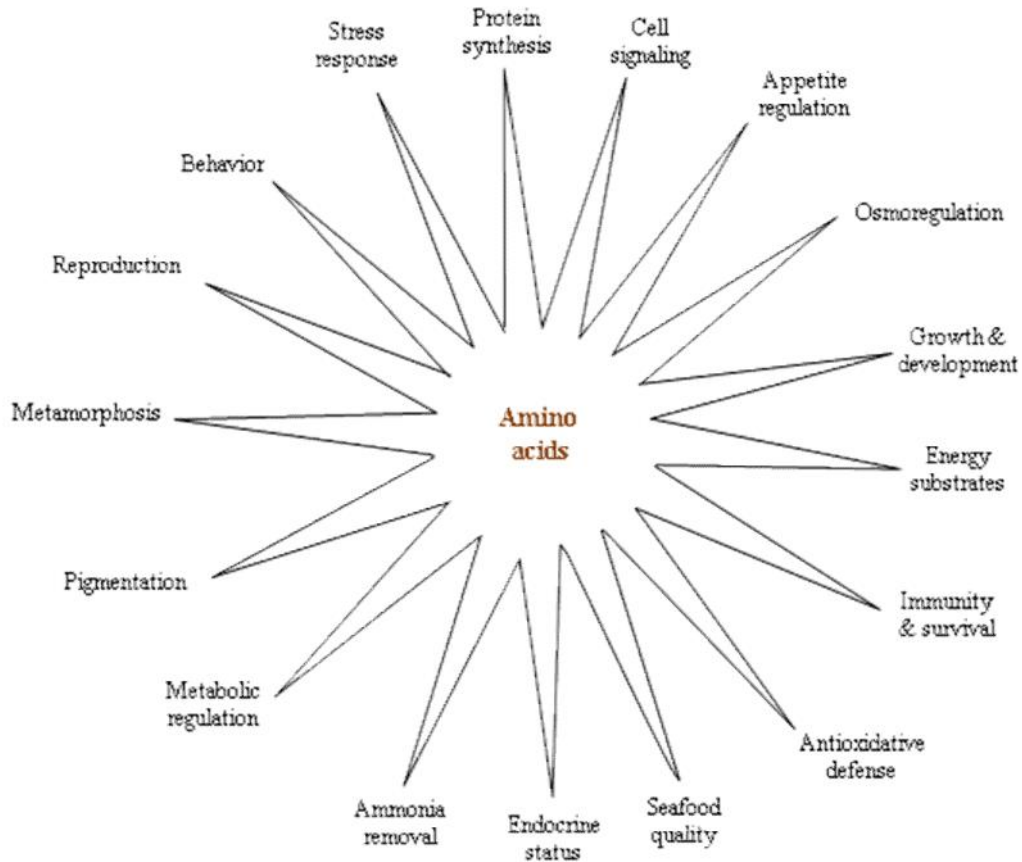 Protein
synthesis
Cell
signaling
Appetite
regulation
Osmoregulation
Growth &
development
Energy
substrates
Immunity
& survival
Antioxidative
defense
Seafood
quality
Endocrine
status
Ammonia
removal
Metabolic
regulation
Pigmentation
Metamorphosis
Reproduction
Behavior
Stress
response
Amino
acids